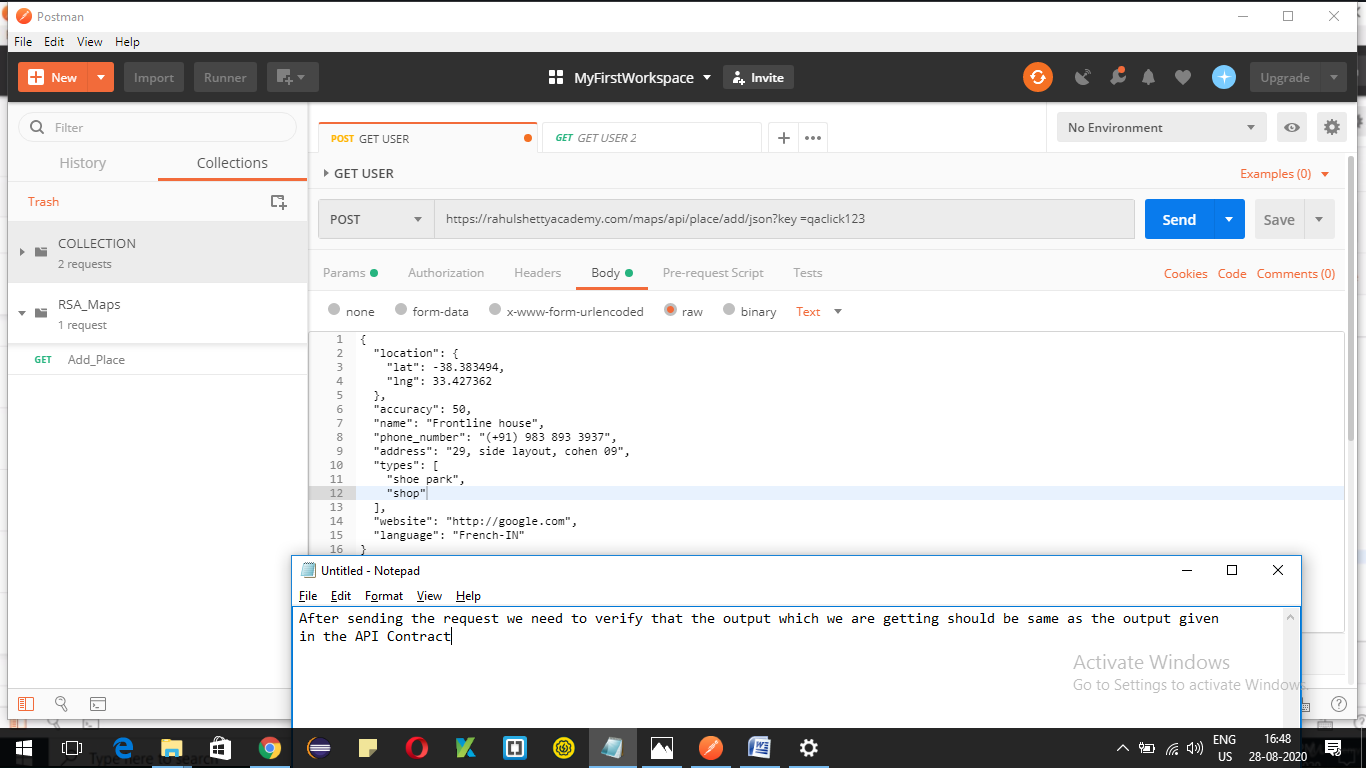 Postman
File Edit View Help
New Import Runner MyFirstWorkspace Invite Upgrade
Filter
History Collections
Trash
COLLECTION
2 requests
RSA_Maps
1 request
GET Add_Place
POST GET USER GET GET USER 2 No Environment
GET USER Examples (0)
POST https://rahulshettyacademy.com/maps/api/place/add/json?key =qaclick123 Send Save
Params Authorization Headers Body Pre-request Script Tests Cookies Code Comments (0)
none form-data x-www-form-urlencoded raw binary Text
1 {
2 "location": {
3 "lat": -38.383494,
4 "lng": 33.427362
5 },
6 "accuracy": 50,
7 "name": "Frontline house",
8 "phone_number": "(+91) 983 893 3937",
9 "address": "29, side layout, cohen 09",
10 "types": [
11 "shoe park",
12 "shop"
13 ],
14 "website": "http://google.com",
15 "language": "French-IN"
16 }
Untitled - Notepad
File Edit Format View Help
After sending the request we need to verify that the output which we are getting should be same as the output given
in the API Contract
Activate Windows
Go to Settings to activate Windows.
Type here to search
ENG
US
16:48
28-08-2020